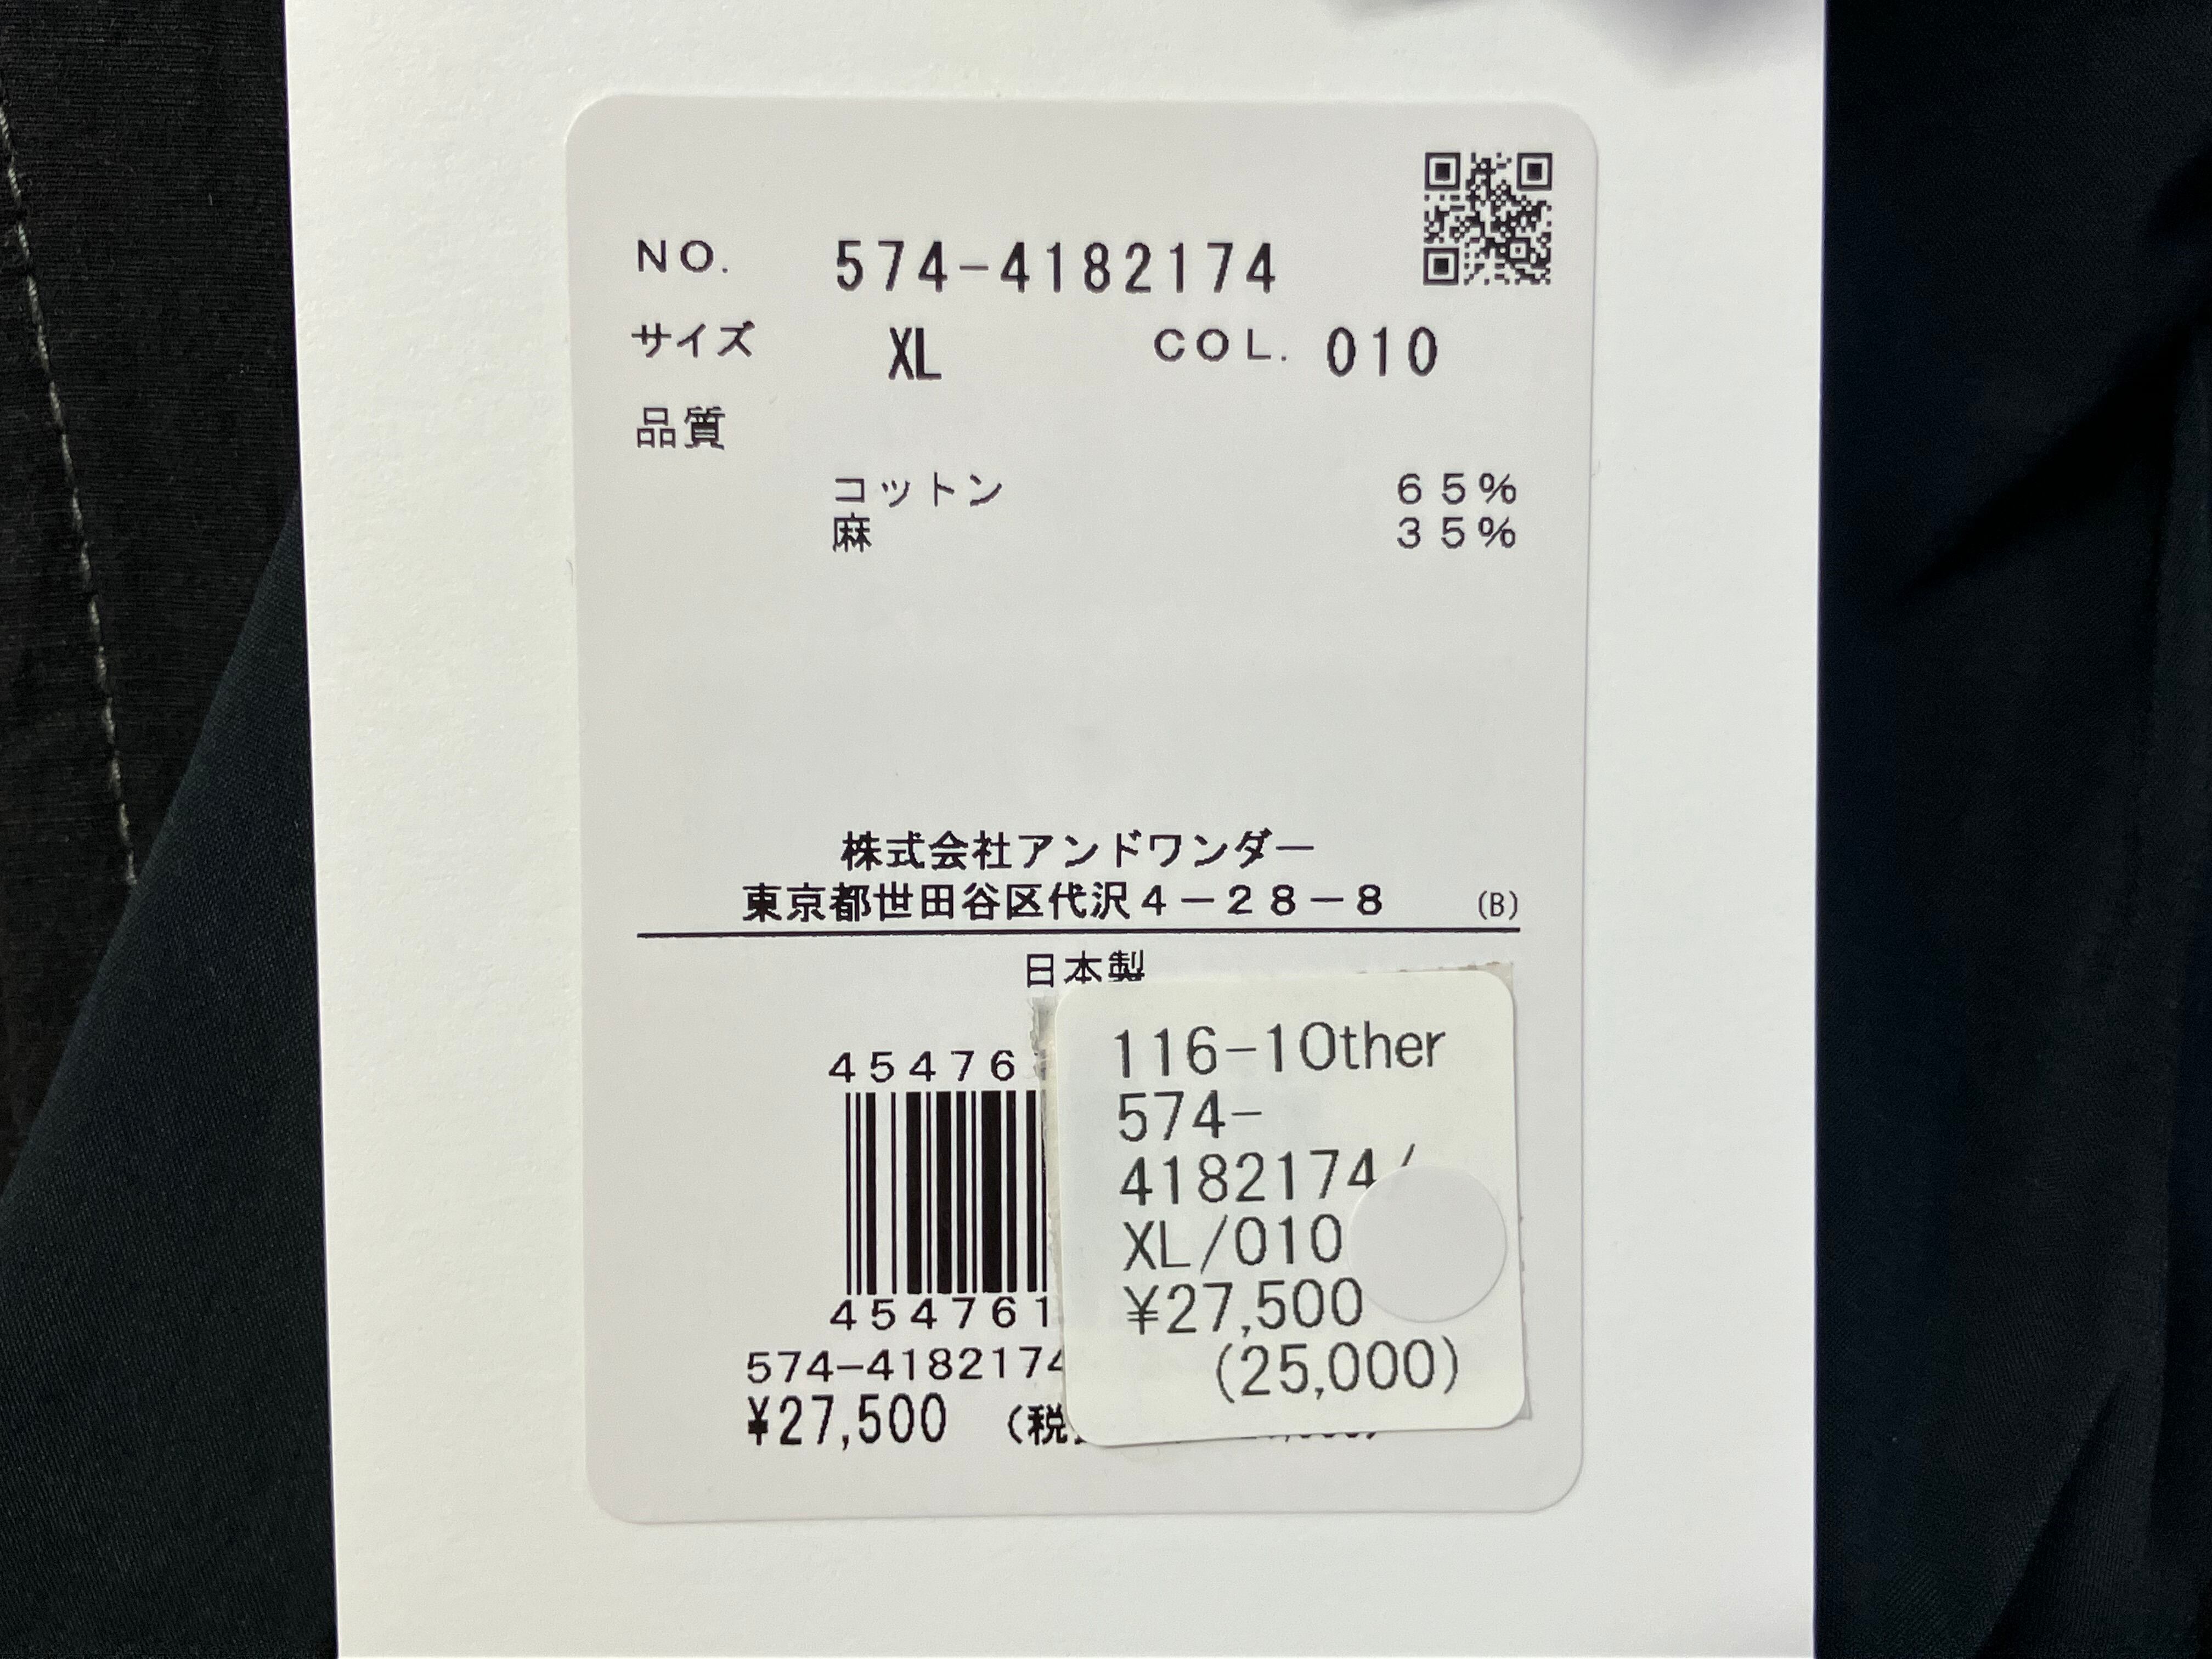 NO. 574-4182174
サイズ XL COL. 010
品質
コットン 65%
麻 35%
株式会社アンドワンダー
東京都世田谷区代沢4-28-8 (B)
日本製
45476
454761
574-4182174
¥27,500 (税
116-1Other
574-
4182174/
XL/010
¥27,500
(25,000)